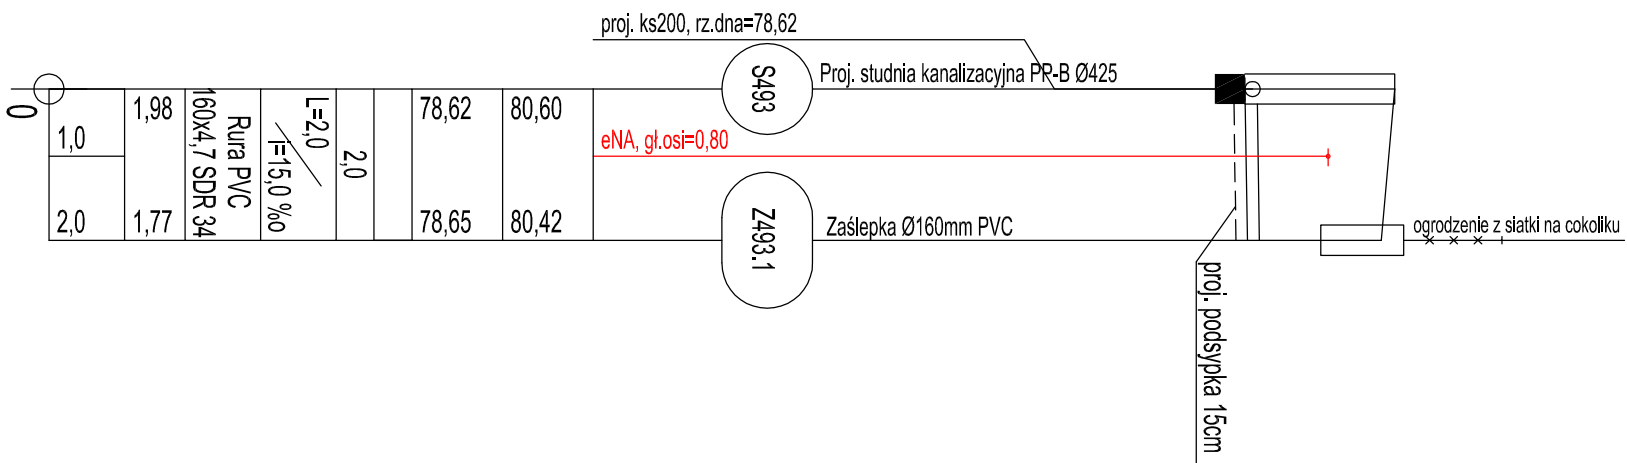 proj. ks200, rz.dna=78,62
S493
Proj. studnia kanalizacyjna PP-B Ø425
0
1,0
2,0
1,98
1,77
Rura PVC
160x4,7 SDR 34
L=2,0
i=15,0 ‰
2,0
78,62
78,65
80,60
80,42
eNA, gł.osi=0,80
Z493.1
Zaślepka Ø160mm PVC
ogrodzenie z siatki na cokoliku
proj. podsypka 15cm